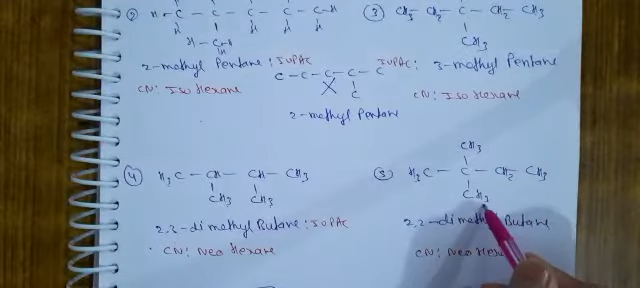 ② H-C - C - C - C - C-H
H H H H
H-C-H
H
2-methyl Pentane : IUPAC
CN: Iso Hexane
C-C-C-C-C
C
2-methyl Pentane
③ CH3- CH2 - C - CH2 - CH3
CH3
IUPAC: 3-methyl Pentane
CN: Iso Hexane
④ H3C - CH - CH - CH3
CH3 CH3
2,3-dimethyl Butane : IUPAC
CN: Neo Hexane
⑤ CH3
H3C - C - CH2 - CH3
CH3
2,2-dimethyl Butane
CN: Neo Hexa